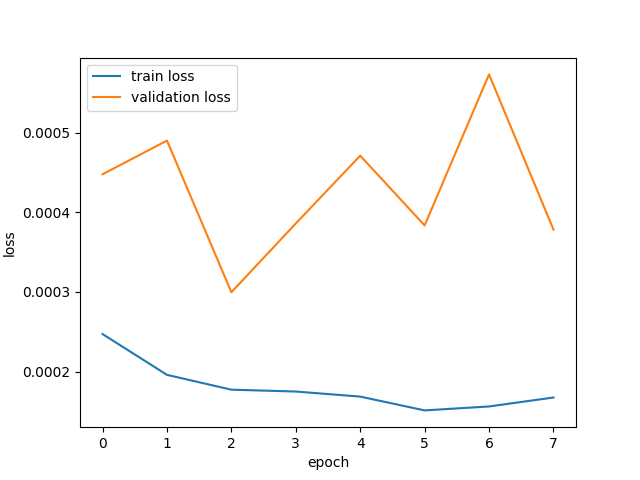 train loss
validation loss
0.0005
0.0004
0.0003
0.0002
loss
0 1 2 3 4 5 6 7
epoch